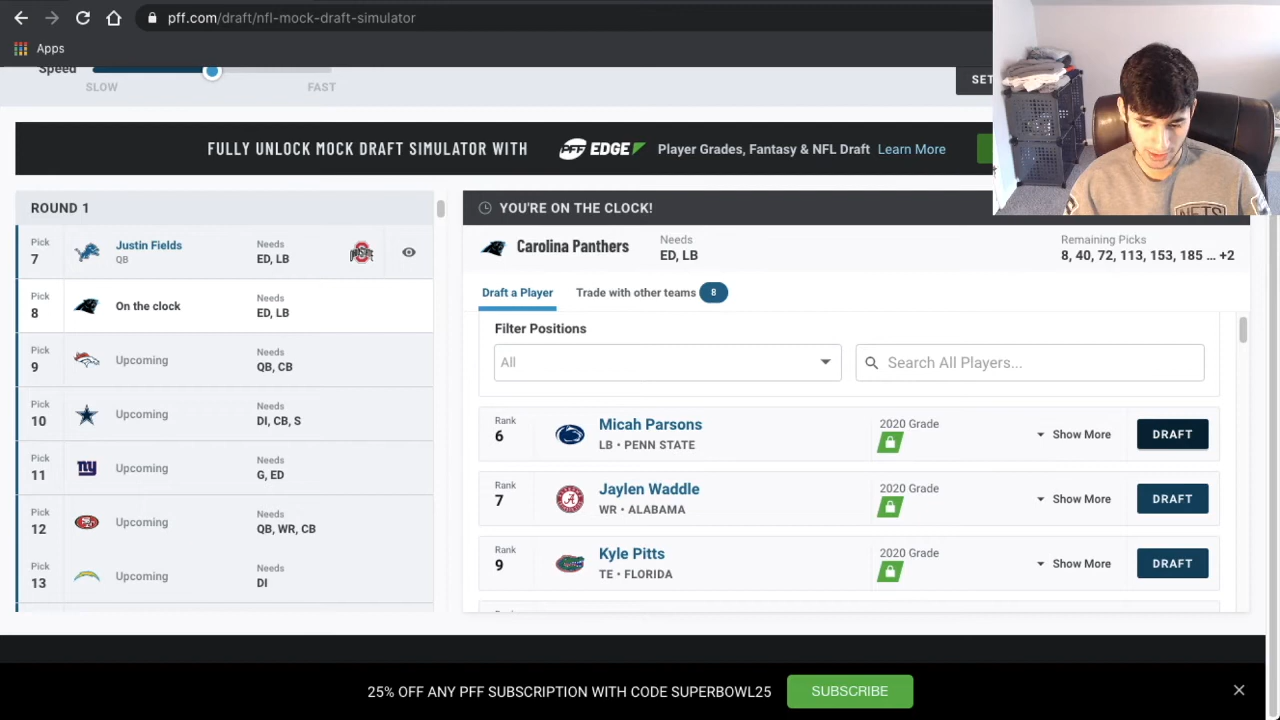 pff.com/draft/nfl-mock-draft-simulator
Apps
Speed
SLOW
FAST
SET
FULLY UNLOCK MOCK DRAFT SIMULATOR WITH
PFF EDGE
Player Grades, Fantasy & NFL Draft Learn More
ROUND 1
Pick
7
Justin Fields
QB
Needs
ED, LB
Pick
8
On the clock
Needs
ED, LB
Pick
9
Upcoming
Needs
QB, CB
Pick
10
Upcoming
Needs
DI, CB, S
Pick
11
Upcoming
Needs
G, ED
Pick
12
Upcoming
Needs
QB, WR, CB
Pick
13
Upcoming
Needs
DI
YOU'RE ON THE CLOCK!
Carolina Panthers
Needs
ED, LB
Remaining Picks
8, 40, 72, 113, 153, 185 ... +2
Draft a Player
Trade with other teams 8
Filter Positions
All
Search All Players...
Rank
6
Micah Parsons
LB • PENN STATE
2020 Grade
Show More
DRAFT
Rank
7
Jaylen Waddle
WR • ALABAMA
2020 Grade
Show More
DRAFT
Rank
9
Kyle Pitts
TE • FLORIDA
2020 Grade
Show More
DRAFT
25% OFF ANY PFF SUBSCRIPTION WITH CODE SUPERBOWL25
SUBSCRIBE
NETS